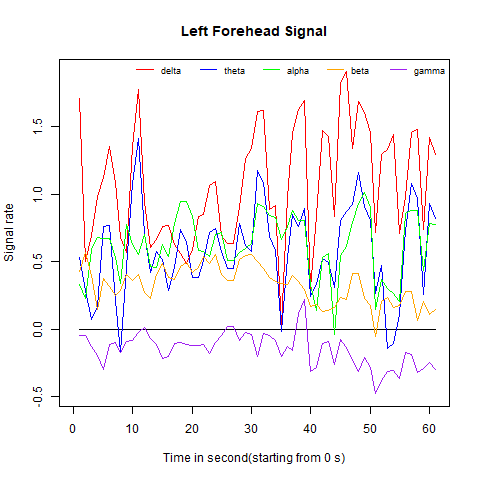 Left Forehead Signal
delta theta alpha beta gamma
1.5
1.0
0.5
0.0
-0.5
Signal rate
0 10 20 30 40 50 60
Time in second(starting from 0 s)